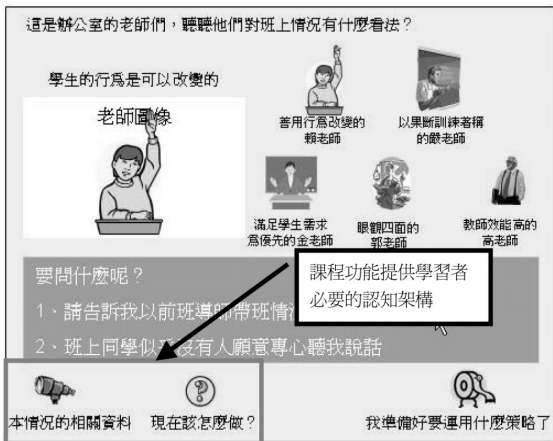 這是辦公室的老師們，聽聽他們對班上情況有什麼看法？
學生的行為是可以改變的
老師圖像
善用行為改變的
賴老師
以果斷訓練著稱
的嚴老師
滿足學生需求
為優先的金老師
眼觀四面的
郭老師
教師效能高的
高老師
要問什麼呢？
1、請告訴我以前班導師帶班情
2、班上同學似乎沒有人願意專心聽我說話
課程功能提供學習者
必要的認知架構
本情況的相關資料
現在該怎麼做？
我準備好要運用什麼策略了